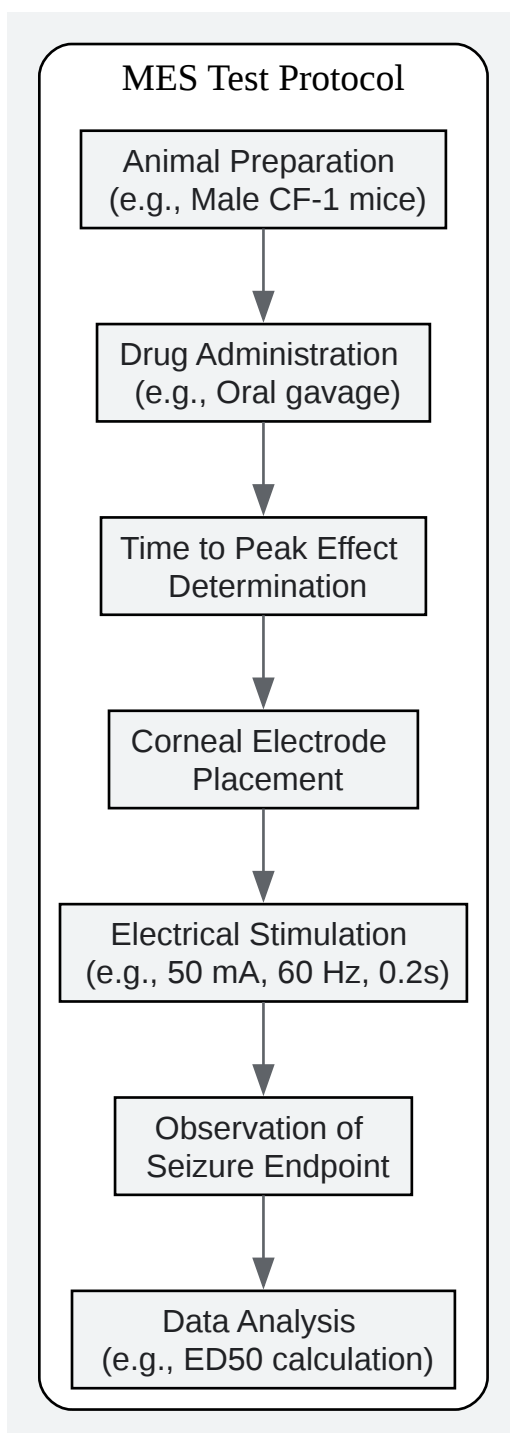 MES Test Protocol
Animal Preparation
(e.g., Male CF-1 mice)
Drug Administration
(e.g., Oral gavage)
Time to Peak Effect
Determination
Corneal Electrode
Placement
Electrical Stimulation
(e.g., 50 mA, 60 Hz, 0.2s)
Observation of
Seizure Endpoint
Data Analysis
(e.g., ED50 calculation)